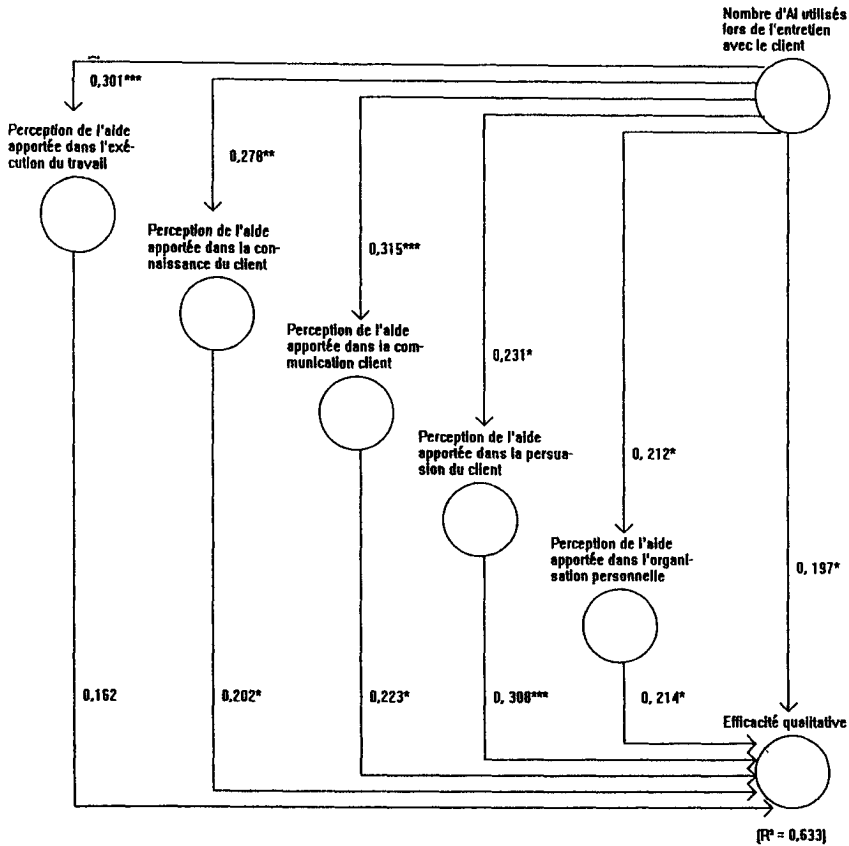 Nombre d'AI utilisés
lors de l'entretien
avec le client
0,301***
Perception de l'aide
apportée dans l'exé-
cution du travail
0,278**
Perception de l'aide
apportée dans la con-
naissance du client
0,315***
Perception de l'aide
apportée dans la com-
munication client
0,231*
Perception de l'aide
apportée dans la persua-
sion du client
0, 212*
Perception de l'aide
apportée dans l'organi-
sation personnelle
0, 197*
0,162
0,202*
0,223*
0, 308***
0, 214*
Efficacité qualitative
(R² = 0,633)